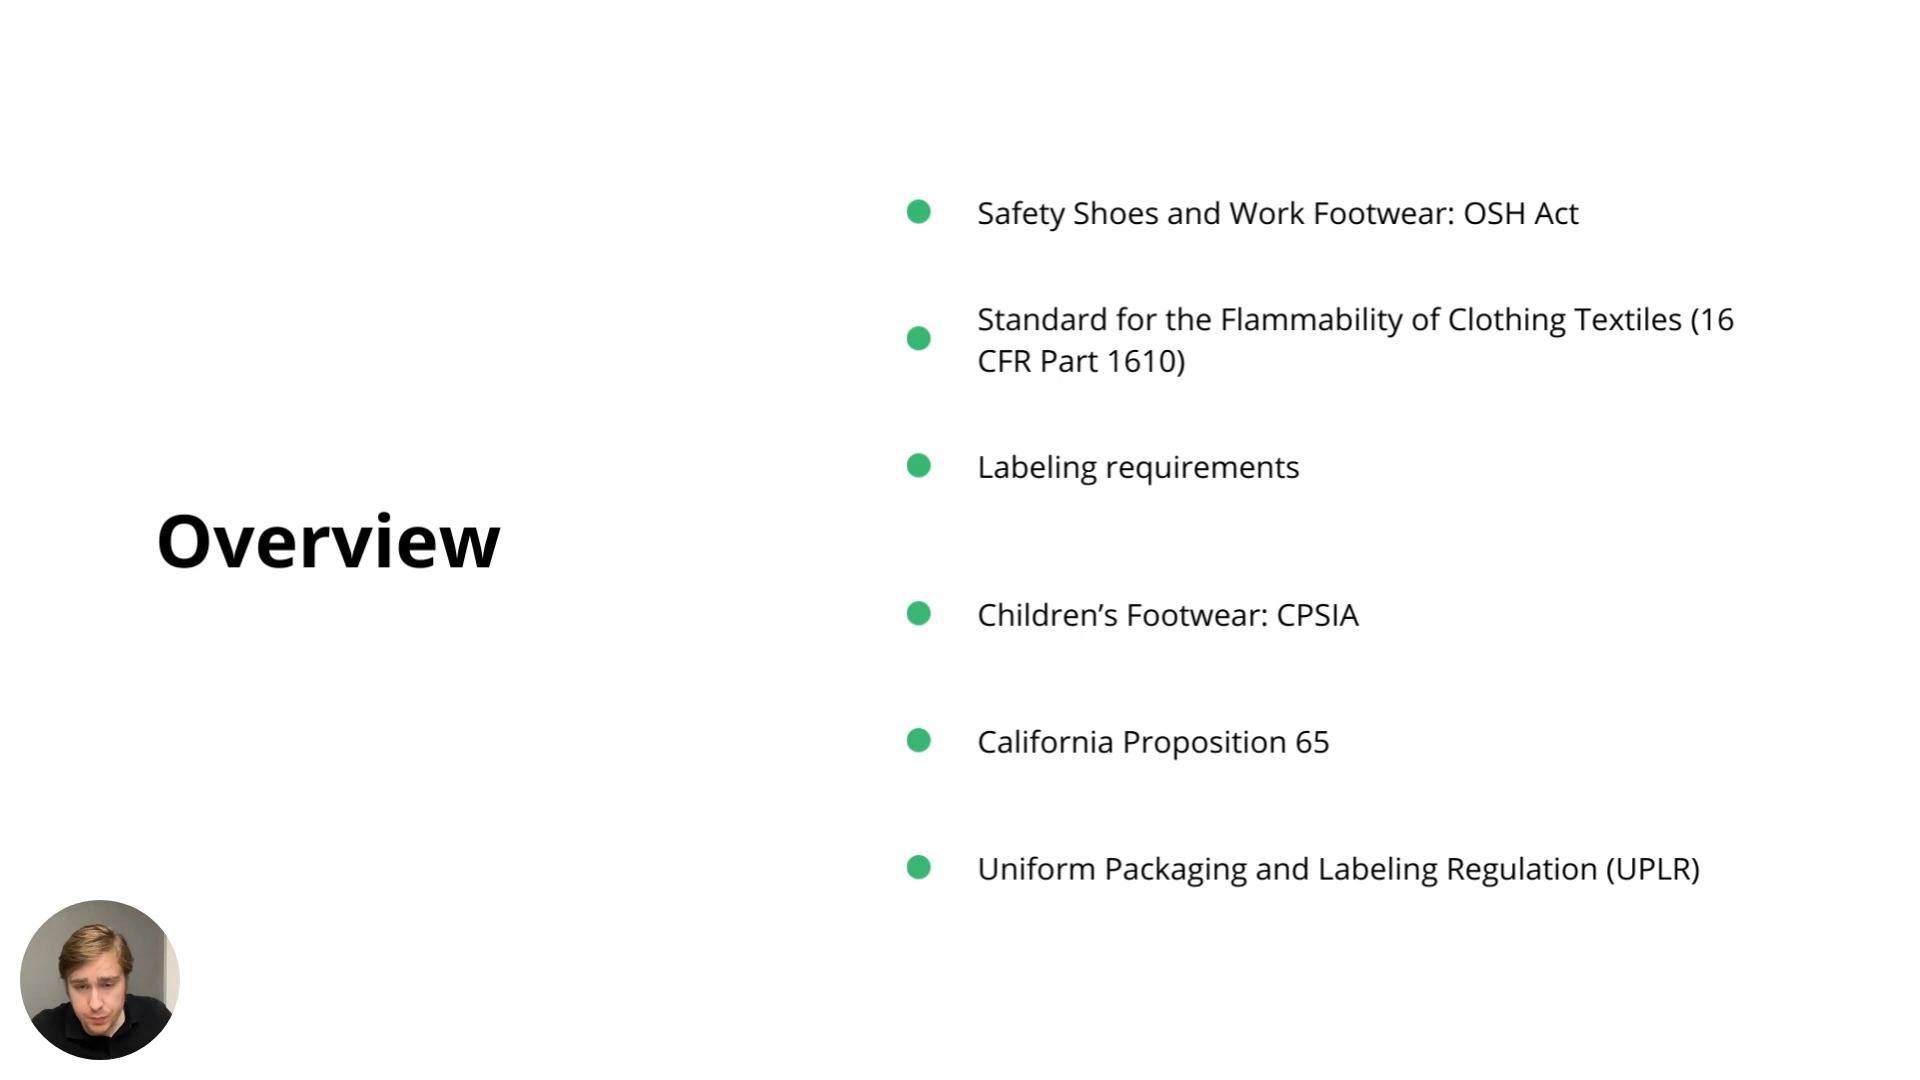 Overview
Safety Shoes and Work Footwear: OSH Act
Standard for the Flammability of Clothing Textiles (16
CFR Part 1610)
Labeling requirements
Children’s Footwear: CPSIA
California Proposition 65
Uniform Packaging and Labeling Regulation (UPLR)